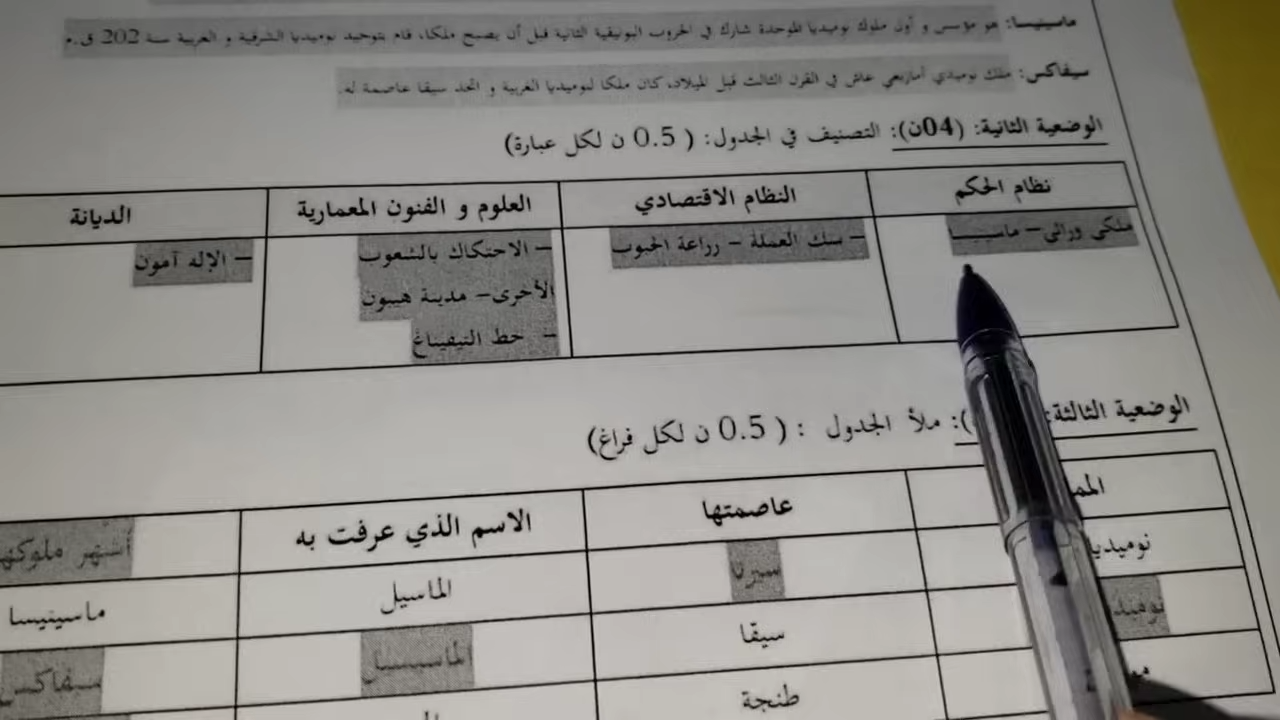 ماسينيسا: هو مؤسس و أول ملوك نوميديا الموحدة شارك في الحروب البونيقية الثانية قبل أن يصبح ملكا، قام بتوحيد نوميديا الشرقية و الغربية سنة 202 ق.م
سيفاكس: ملك نوميدي أمازيغي عاش في القرن الثالث قبل الميلاد، كان ملكا لنوميديا الغربية و اتخذ سيقا عاصمة له.
الوضعية الثانية: (04ن): التصنيف في الجدول: ( 0.5 ن لكل عبارة)
نظام الحكم النظام الاقتصادي العلوم و الفنون المعمارية الديانة
ملكي وراثي – ماسينيسا – سك العملة – زراعة الحبوب – الاحتكاك بالشعوب – الإله آمون
الأخرى – مدينة هيبون
– خط التيفيناغ
الوضعية الثالثة: ملأ الجدول : ( 0.5 ن لكل فراغ)
عاصمتها الاسم الذي عرفت به أشهر
نوميديا سيرتا الماسيل ماسينيسا
سيقا الماسيسيل سيفاكس
طنجة